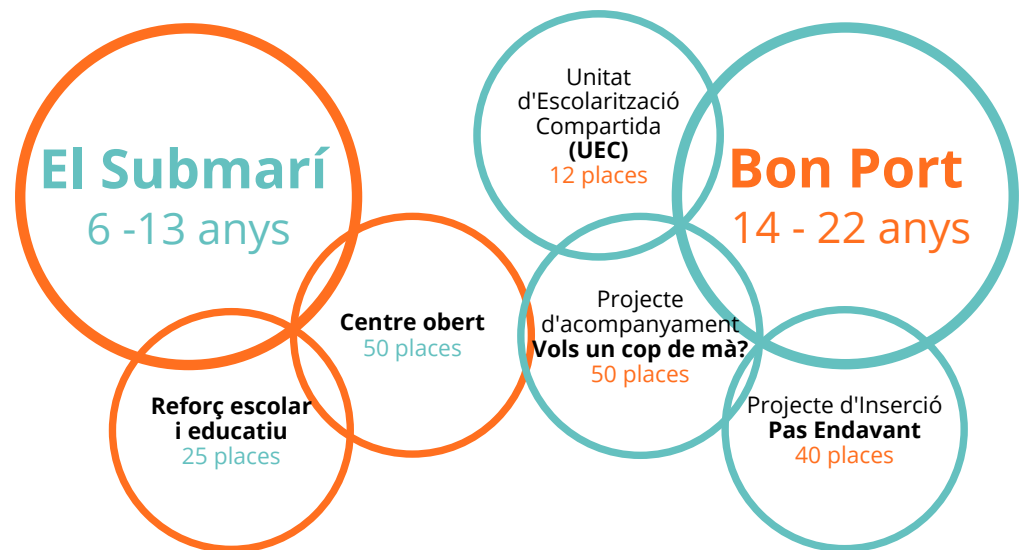 El Submarí
6 -13 anys
Reforç escolar
i educatiu
25 places
Centre obert
50 places
Unitat
d'Escolarització
Compartida
(UEC)
12 places
Bon Port
14 - 22 anys
Projecte
d'acompanyament
Vols un cop de mà?
50 places
Projecte d'Inserció
Pas Endavant
40 places